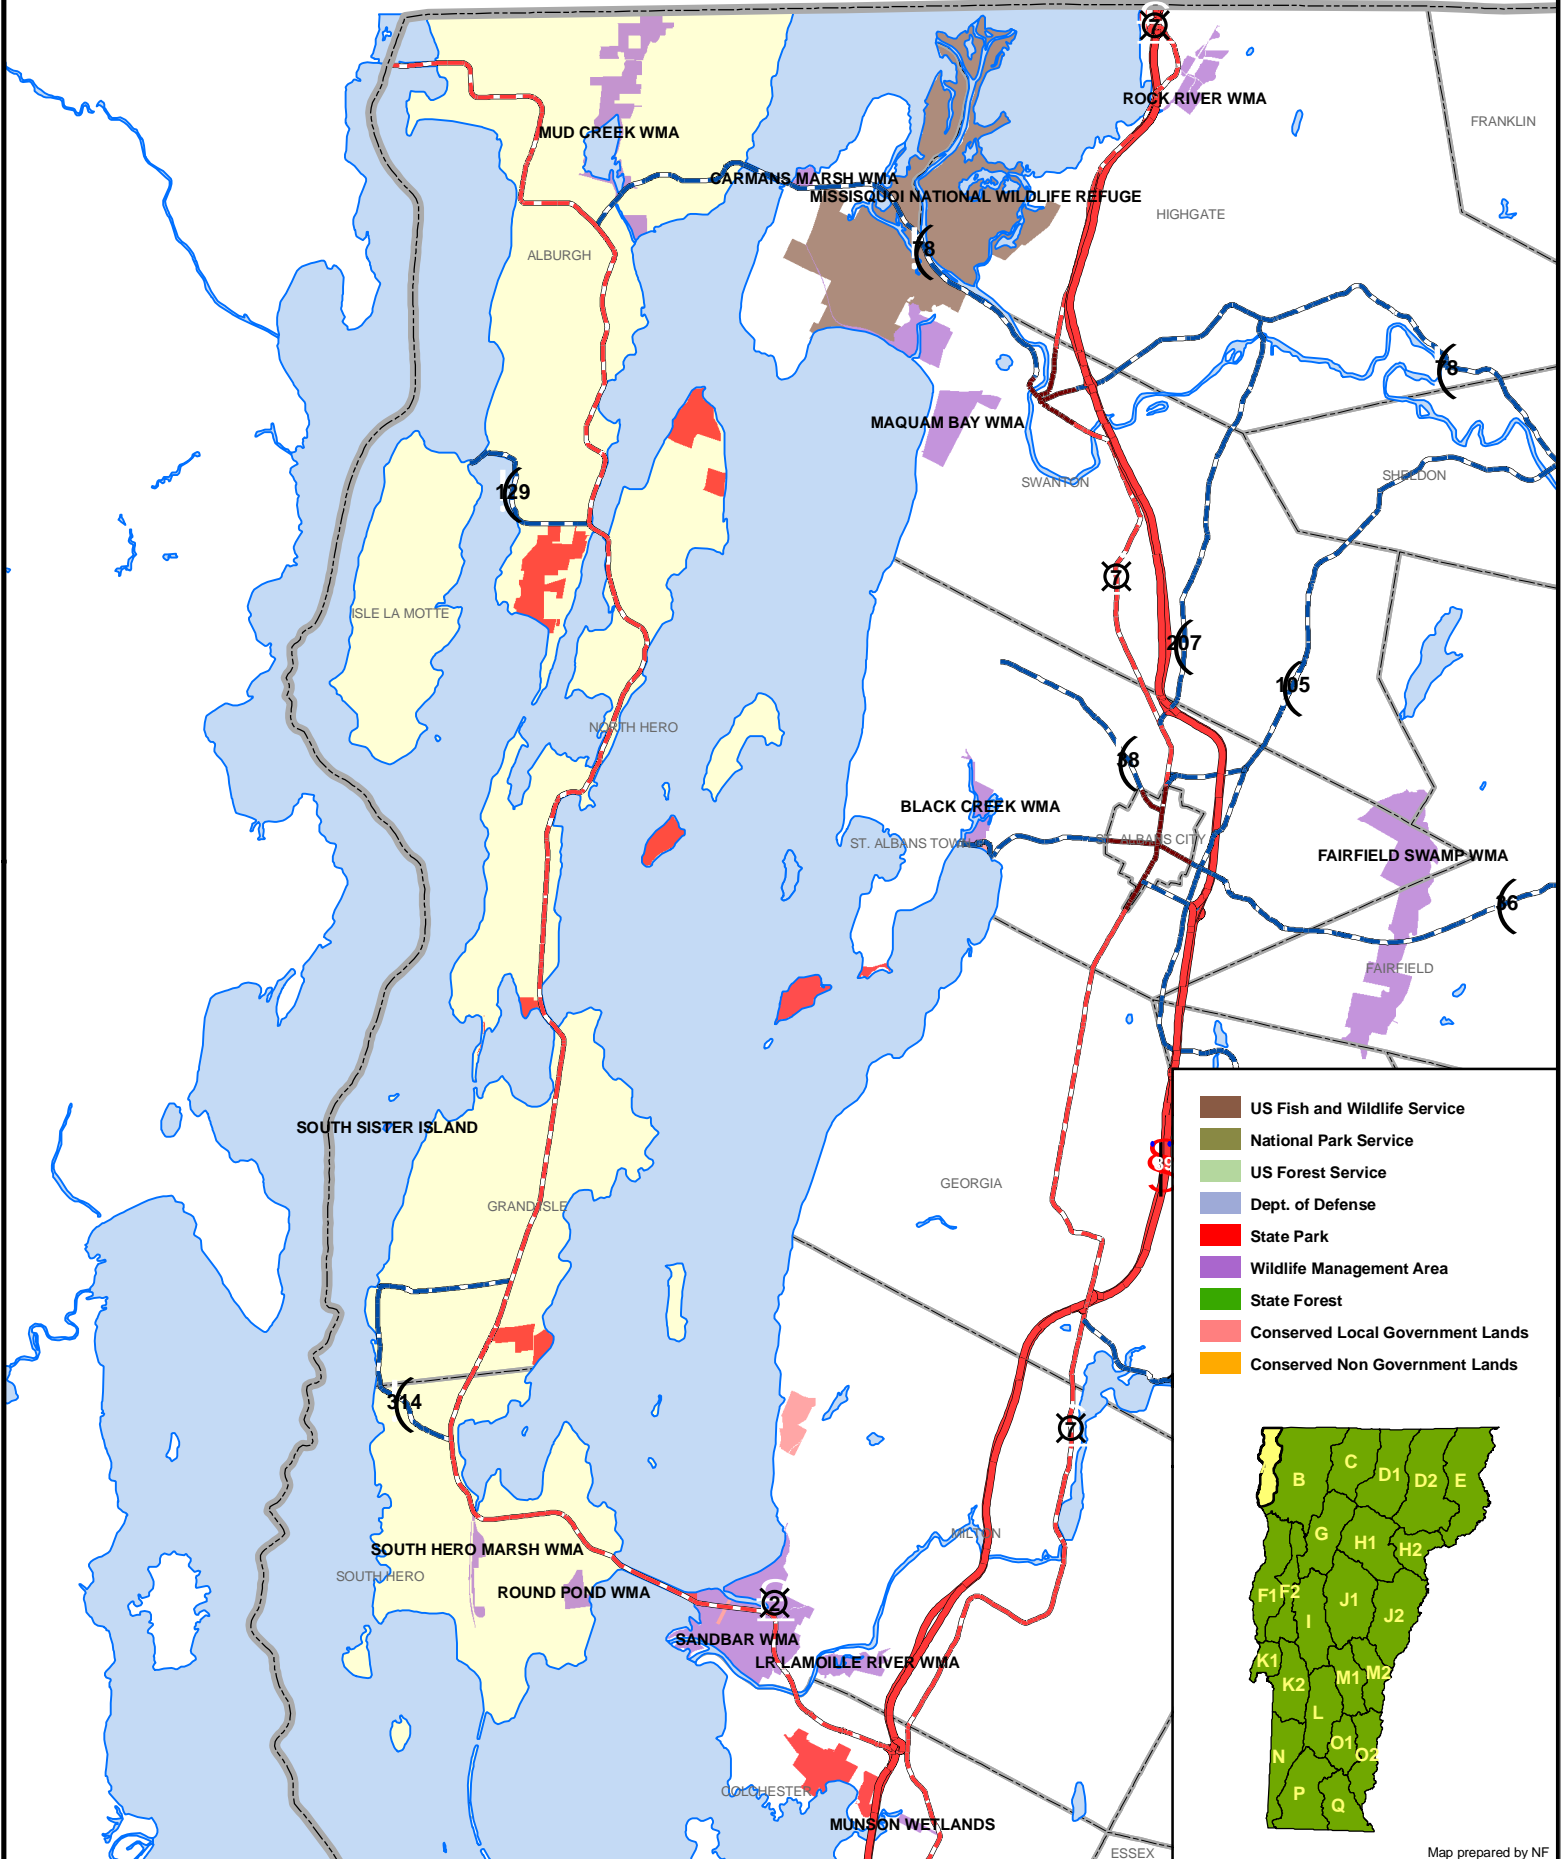 7
ROCK RIVER WMA
FRANKLIN
MUD CREEK WMA
CARMANS MARSH WMA
MISSISQUOI NATIONAL WILDLIFE REFUGE
HIGHGATE
78
ALBURGH
78
MAQUAM BAY WMA
SWANTON
SHELDON
129
7
ISLE LA MOTTE
207
105
NORTH HERO
38
BLACK CREEK WMA
ST. ALBANS TOWN
ST. ALBANS CITY
FAIRFIELD SWAMP WMA
36
FAIRFIELD
SOUTH SISTER ISLAND
89
GEORGIA
GRAND ISLE
314
7
MILTON
SOUTH HERO MARSH WMA
SOUTH HERO
ROUND POND WMA
2
SANDBAR WMA
LR LAMOILLE RIVER WMA
COLCHESTER
MUNSON WETLANDS
ESSEX
US Fish and Wildlife Service
National Park Service
US Forest Service
Dept. of Defense
State Park
Wildlife Management Area
State Forest
Conserved Local Government Lands
Conserved Non Government Lands
B
C
D1
D2
E
G
H1
H2
F1
F2
I
J1
J2
K1
K2
L
M1
M2
N
O1
O2
P
Q
Map prepared by NF